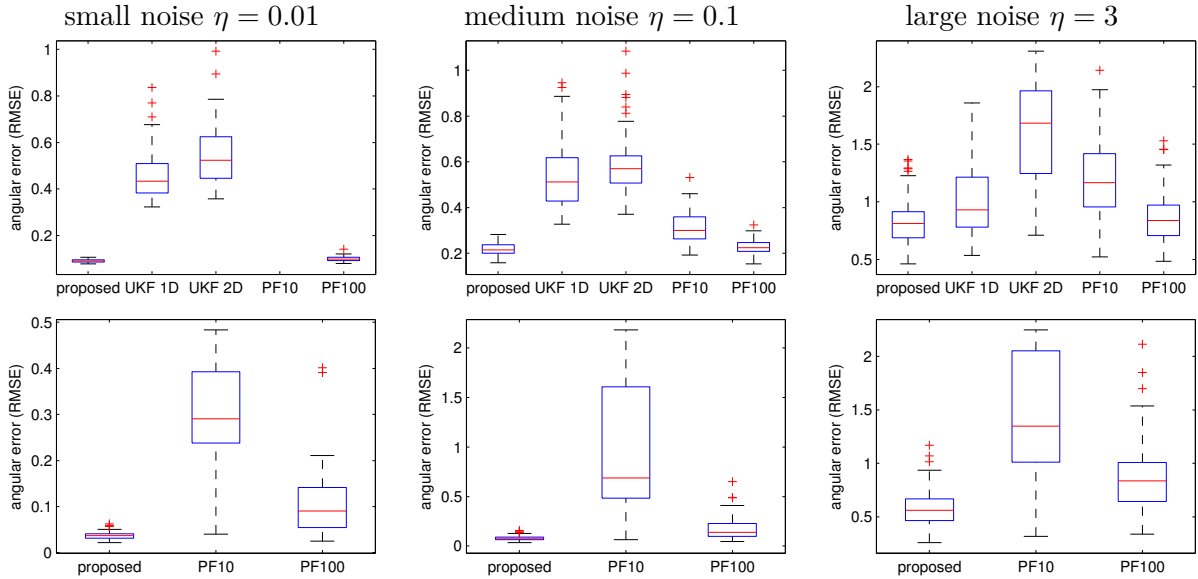 small noise η = 0.01
medium noise η = 0.1
large noise η = 3
angular error (RMSE)
1
0.8
0.6
0.4
0.2
proposed UKF 1D UKF 2D PF10 PF100
angular error (RMSE)
1
0.8
0.6
0.4
0.2
proposed UKF 1D UKF 2D PF10 PF100
angular error (RMSE)
2
1.5
1
0.5
proposed UKF 1D UKF 2D PF10 PF100
angular error (RMSE)
0.5
0.4
0.3
0.2
0.1
0
proposed PF10 PF100
angular error (RMSE)
2
1.5
1
0.5
0
proposed PF10 PF100
angular error (RMSE)
2
1.5
1
0.5
proposed PF10 PF100